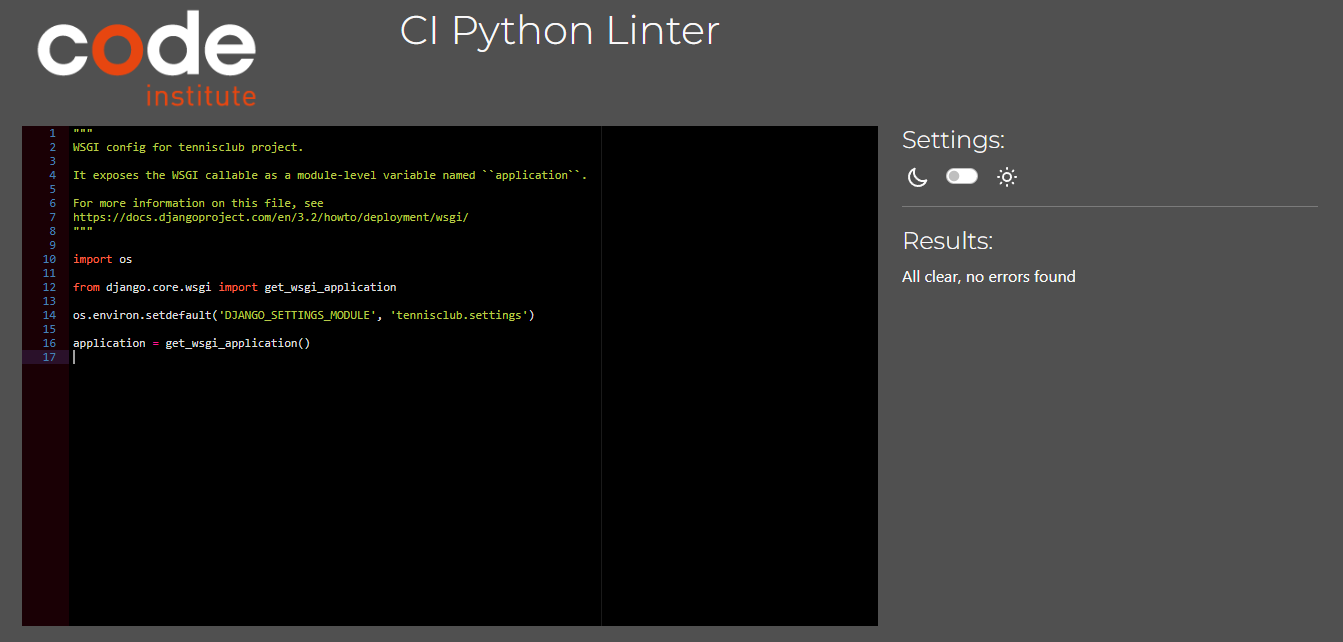 code
institute
CI Python Linter
1 """
2 WSGI config for tennisclub project.
3
4 It exposes the WSGI callable as a module-level variable named ``application``.
5
6 For more information on this file, see
7 https://docs.djangoproject.com/en/3.2/howto/deployment/wsgi/
8 """
9
10 import os
11
12 from django.core.wsgi import get_wsgi_application
13
14 os.environ.setdefault('DJANGO_SETTINGS_MODULE', 'tennisclub.settings')
15
16 application = get_wsgi_application()
17
Settings:
Results:
All clear, no errors found